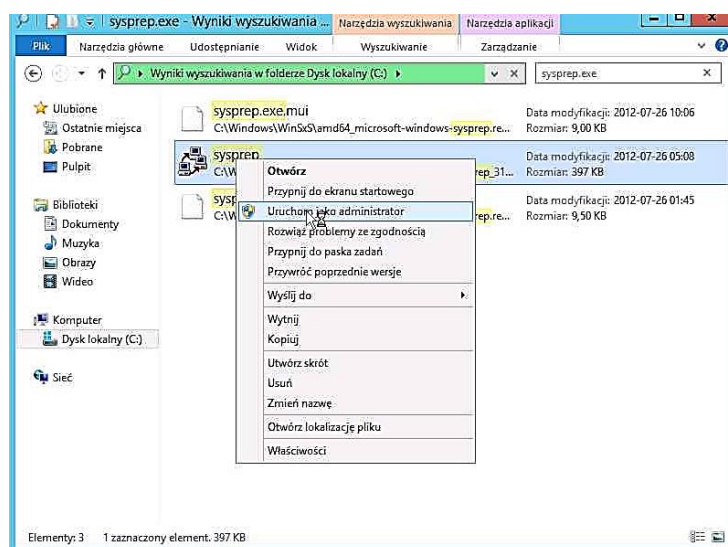 sysprep.exe - Wyniki wyszukiwania ...
Narzędzia wyszukiwania
Narzędzia aplikacji
Plik
Narzędzia główne
Udostępnianie
Widok
Wyszukiwanie
Zarządzanie
Wyniki wyszukiwania w folderze Dysk lokalny (C:)
sysprep.exe
Ulubione
Ostatnie miejsca
Pobrane
Pulpit
Biblioteki
Dokumenty
Muzyka
Obrazy
Wideo
Komputer
Dysk lokalny (C:)
Sieć
sysprep.exe.mui
C:\Windows\WinSxS\amd64_microsoft-windows-sysprep.re...
Data modyfikacji: 2012-07-26 10:06
Rozmiar: 9,00 KB
sysprep
C:\W
rep_31...
Data modyfikacji: 2012-07-26 05:08
Rozmiar: 397 KB
sysp
C:\W
rep.re...
Data modyfikacji: 2012-07-26 01:45
Rozmiar: 9,50 KB
Otwórz
Przypnij do ekranu startowego
Uruchom jako administrator
Rozwiąż problemy ze zgodnością
Przypnij do paska zadań
Przywróć poprzednie wersje
Wyślij do
Wytnij
Kopiuj
Utwórz skrót
Usuń
Zmień nazwę
Otwórz lokalizację pliku
Właściwości
Elementy: 3
1 zaznaczony element. 397 KB